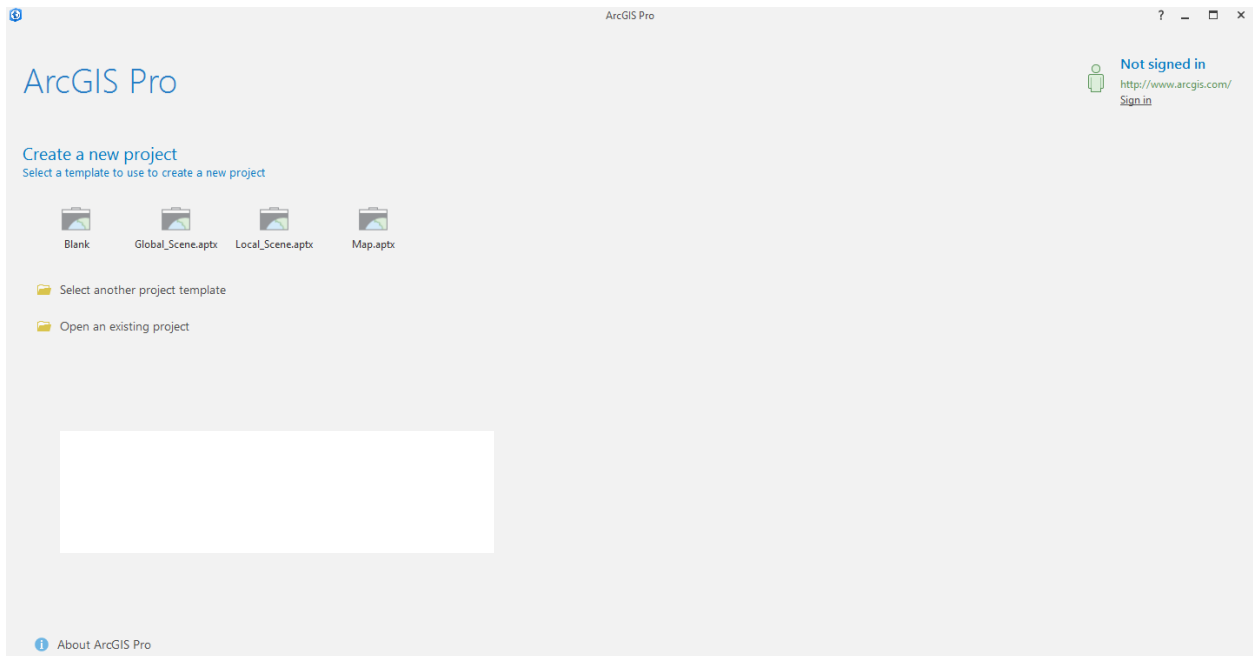 ArcGIS Pro
?
ArcGIS Pro
Not signed in
http://www.arcgis.com/
Sign in
Create a new project
Select a template to use to create a new project
Blank Global_Scene.aptx Local_Scene.aptx Map.aptx
Select another project template
Open an existing project
About ArcGIS Pro